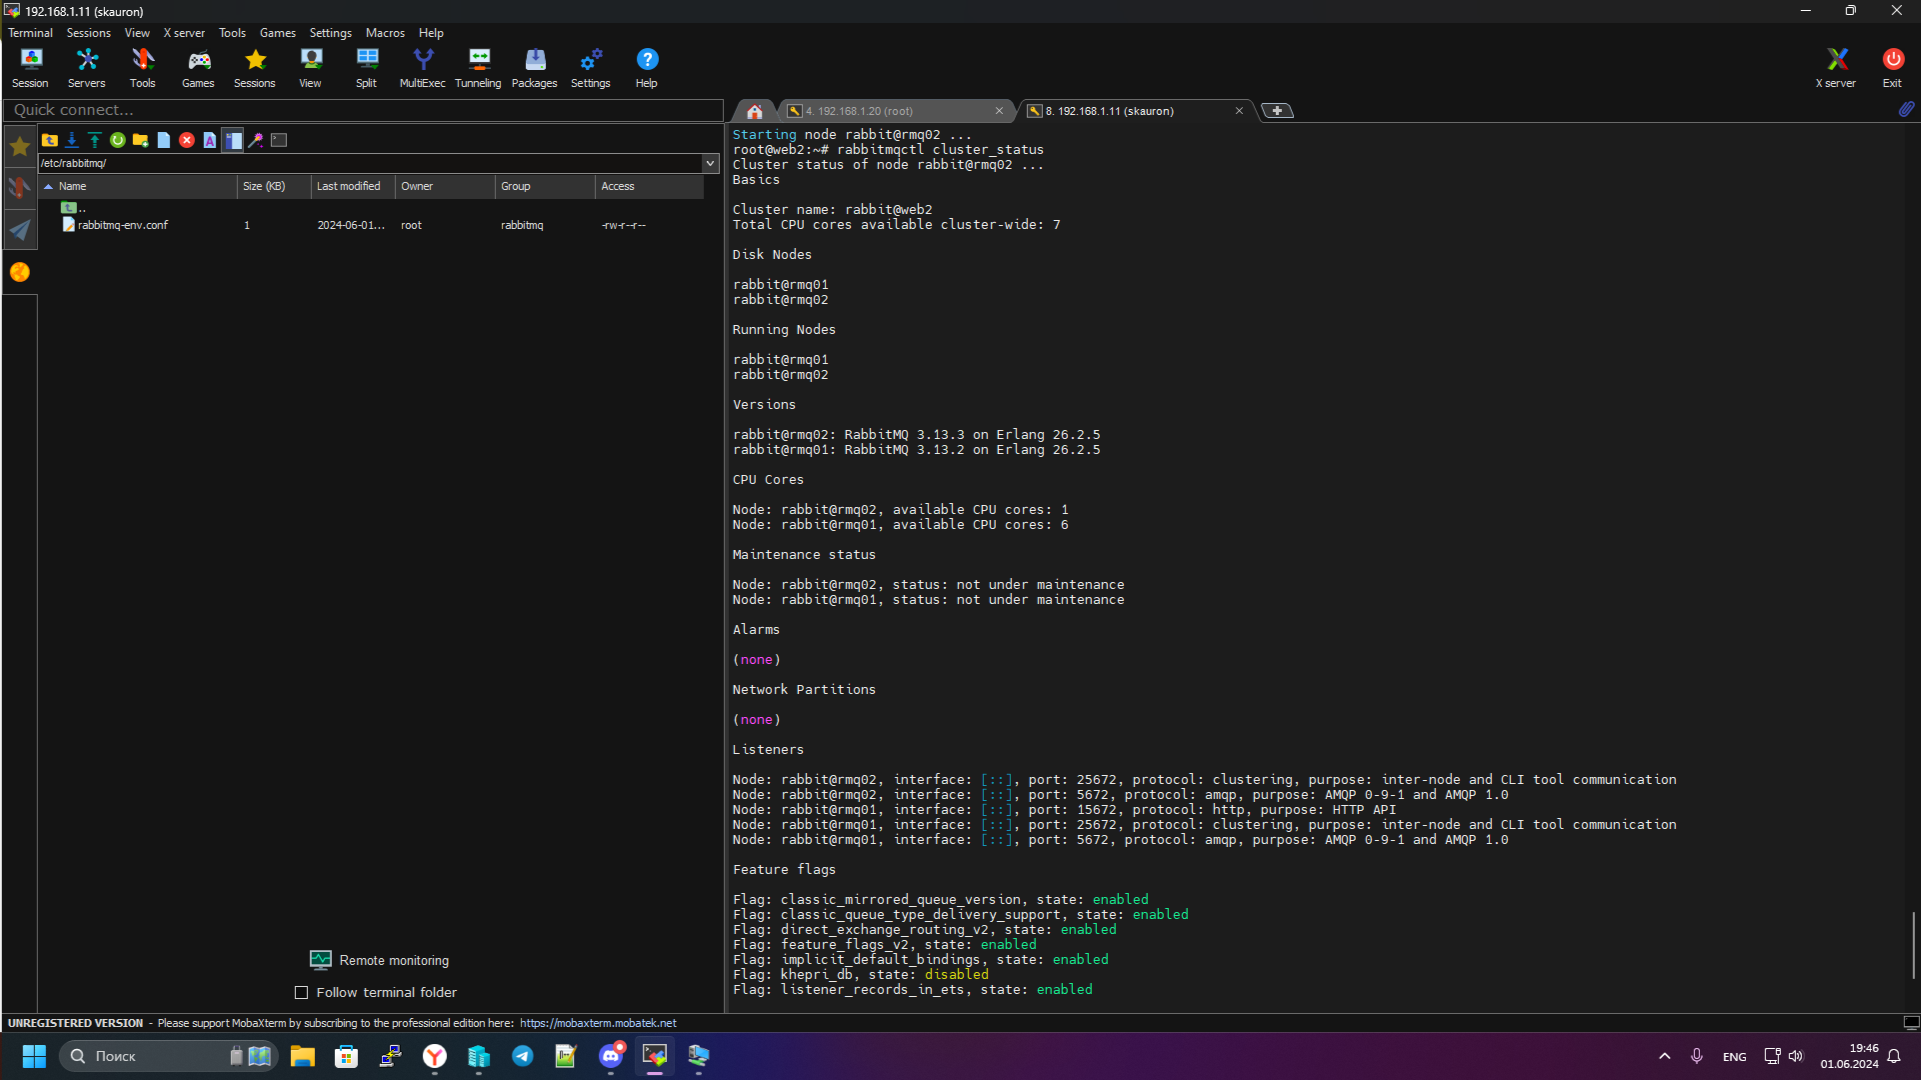 192.168.1.11 (skauron)
Terminal Sessions View X server Tools Games Settings Macros Help
Session Servers Tools Games Sessions View Split MultiExec Tunneling Packages Settings Help X server Exit
Quick connect...
4. 192.168.1.20 (root)
8. 192.168.1.11 (skauron)
/etc/rabbitmq/
Name Size (KB) Last modified Owner Group Access
..
rabbitmq-env.conf 1 2024-06-01... root rabbitmq -rw-r--r--
Remote monitoring
Follow terminal folder
Starting node rabbit@rmq02 ...
root@web2:~# rabbitmqctl cluster_status
Cluster status of node rabbit@rmq02 ...
Basics
Cluster name: rabbit@web2
Total CPU cores available cluster-wide: 7
Disk Nodes
rabbit@rmq01
rabbit@rmq02
Running Nodes
rabbit@rmq01
rabbit@rmq02
Versions
rabbit@rmq02: RabbitMQ 3.13.3 on Erlang 26.2.5
rabbit@rmq01: RabbitMQ 3.13.2 on Erlang 26.2.5
CPU Cores
Node: rabbit@rmq02, available CPU cores: 1
Node: rabbit@rmq01, available CPU cores: 6
Maintenance status
Node: rabbit@rmq02, status: not under maintenance
Node: rabbit@rmq01, status: not under maintenance
Alarms
(none)
Network Partitions
(none)
Listeners
Node: rabbit@rmq02, interface: [::], port: 25672, protocol: clustering, purpose: inter-node and CLI tool communication
Node: rabbit@rmq02, interface: [::], port: 5672, protocol: amqp, purpose: AMQP 0-9-1 and AMQP 1.0
Node: rabbit@rmq01, interface: [::], port: 15672, protocol: http, purpose: HTTP API
Node: rabbit@rmq01, interface: [::], port: 25672, protocol: clustering, purpose: inter-node and CLI tool communication
Node: rabbit@rmq01, interface: [::], port: 5672, protocol: amqp, purpose: AMQP 0-9-1 and AMQP 1.0
Feature flags
Flag: classic_mirrored_queue_version, state: enabled
Flag: classic_queue_type_delivery_support, state: enabled
Flag: direct_exchange_routing_v2, state: enabled
Flag: feature_flags_v2, state: enabled
Flag: implicit_default_bindings, state: enabled
Flag: khepri_db, state: disabled
Flag: listener_records_in_ets, state: enabled
UNREGISTERED VERSION - Please support MobaXterm by subscribing to the professional edition here: https://mobaxterm.mobatek.net
Поиск
ENG
19:46
01.06.2024